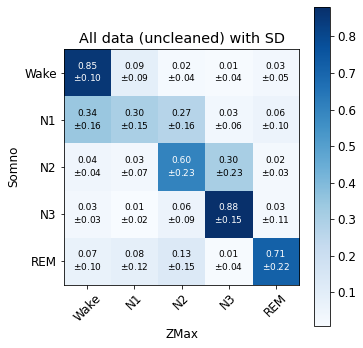 All data (uncleaned) with SD
Somno
Wake 0.85 0.09 0.02 0.01 0.03
±0.10 ±0.09 ±0.04 ±0.04 ±0.05
N1 0.34 0.30 0.27 0.03 0.06
±0.16 ±0.15 ±0.16 ±0.06 ±0.10
N2 0.04 0.03 0.60 0.30 0.02
±0.04 ±0.07 ±0.23 ±0.23 ±0.03
N3 0.03 0.01 0.06 0.88 0.03
±0.03 ±0.02 ±0.09 ±0.15 ±0.11
REM 0.07 0.08 0.13 0.01 0.71
±0.10 ±0.12 ±0.15 ±0.04 ±0.22
Wake N1 N2 N3 REM
ZMax
0.8
0.7
0.6
0.5
0.4
0.3
0.2
0.1